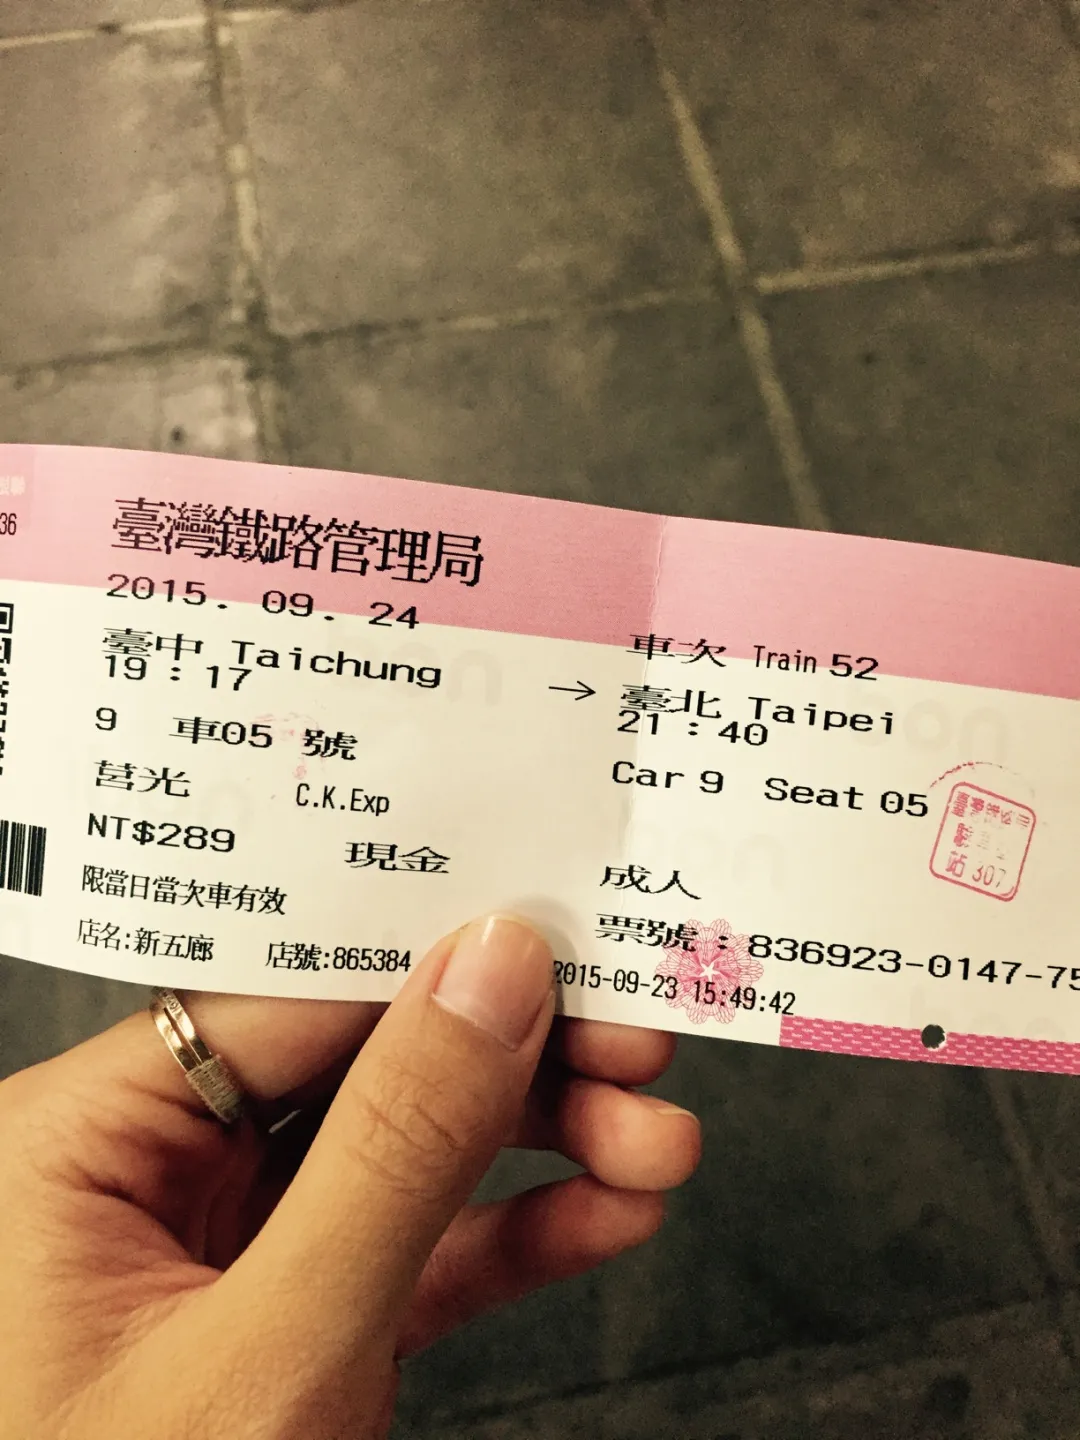 36
臺灣鐵路管理局
2015. 09. 24
車次 Train 52
臺中 Taichung → 臺北 Taipei
19:17 21:40
9 車05 號 Car 9 Seat 05
莒光 C.K.Exp
NT$289 現金 成人
限當日當次車有效
票號:836923-0147-75
店名:新五廊 店號:865384 2015-09-23 15:49:42
站 307